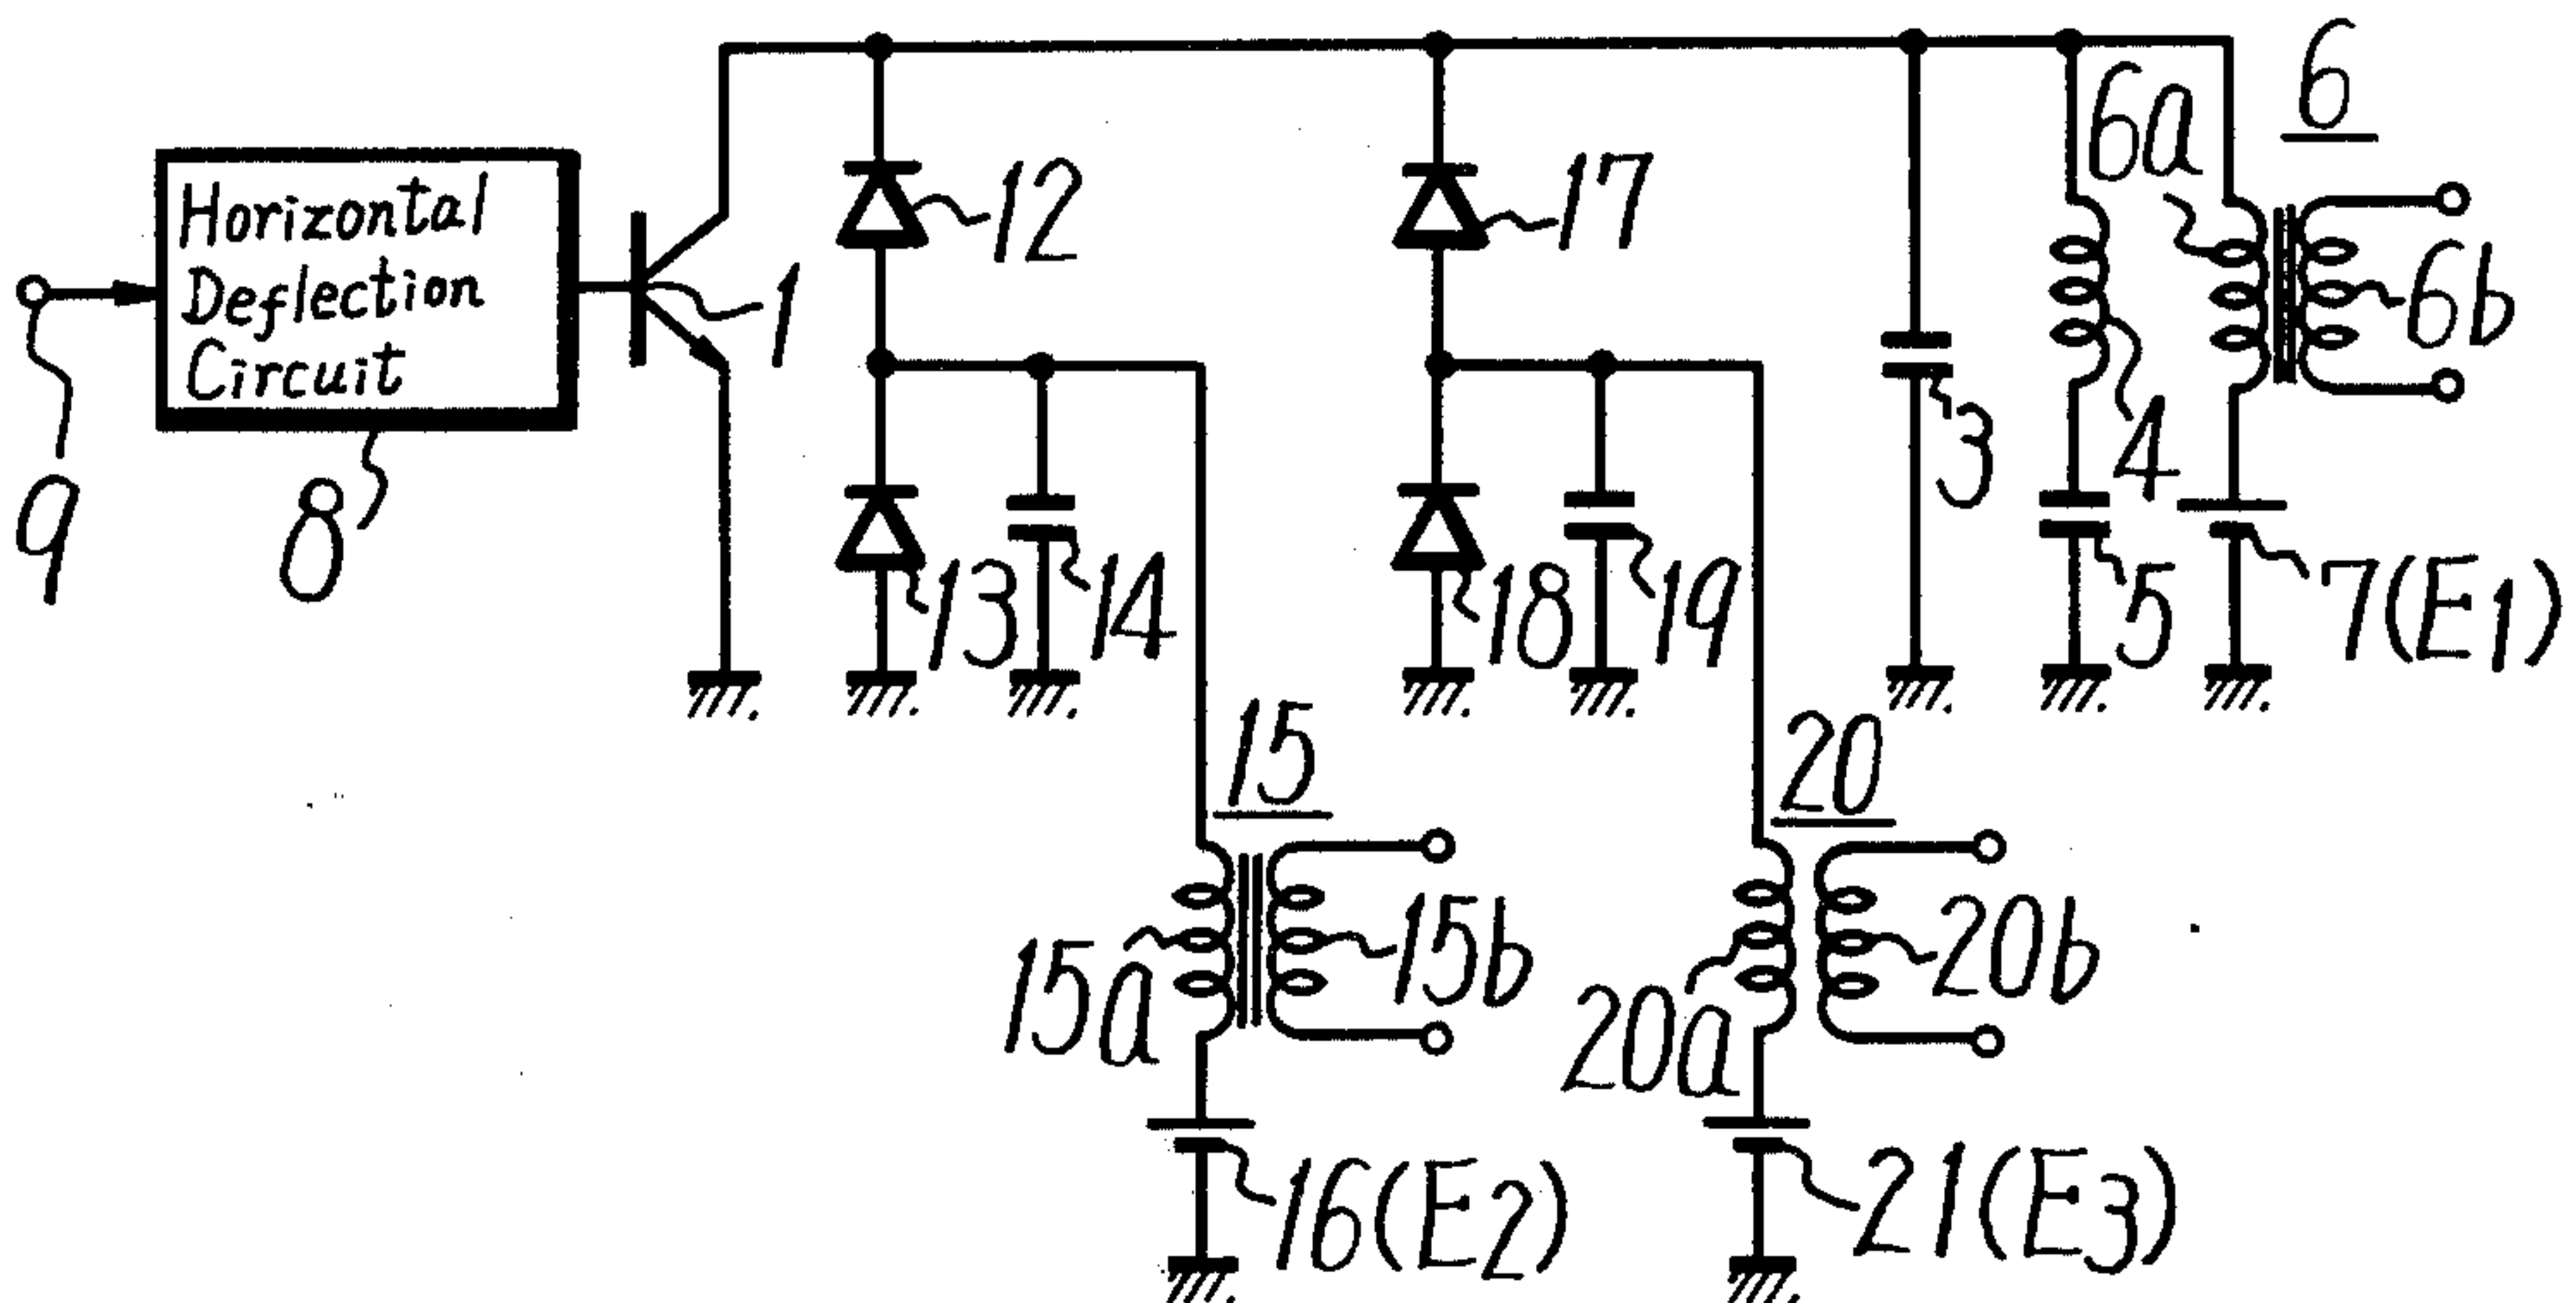 6
6a
Horizontal
Deflection
Circuit
12
17
6b
1
3
4
9
8
13
14
18
19
5
7(E1)
15
20
15a
15b
20a
20b
16(E2)
21(E3)